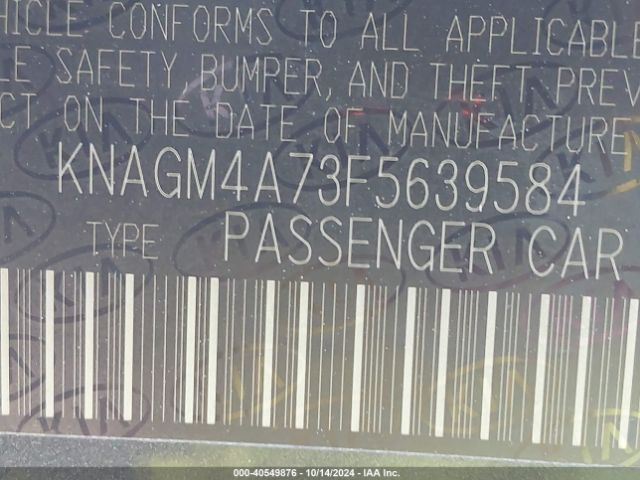 VEHICLE CONFORMS TO ALL APPLICABLE
SAFETY, BUMPER, AND THEFT
ON THE DATE OF MANUFACTURE
KNAGM4A73F5639584
TYPE PASSENGER CAR
000-40549876 - 10/14/2024 - IAA Inc.